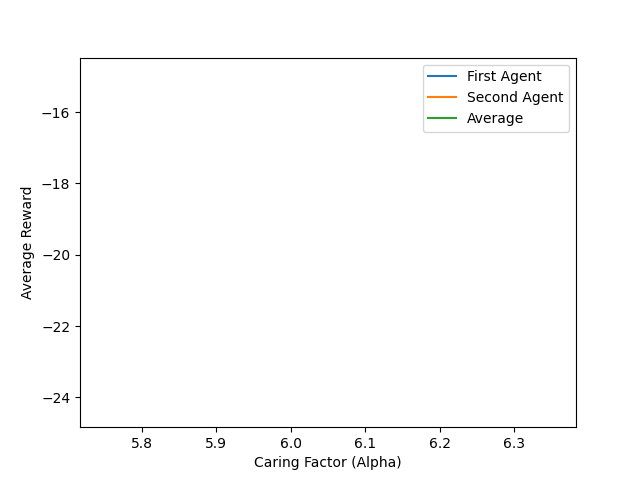 First Agent
Second Agent
Average
−16
−18
−20
−22
−24
Average Reward
5.8 5.9 6.0 6.1 6.2 6.3
Caring Factor (Alpha)